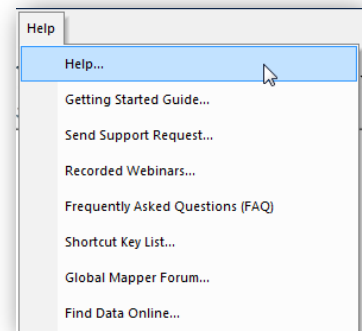 Help
Help...
Getting Started Guide...
Send Support Request...
Recorded Webinars...
Frequently Asked Questions (FAQ)
Shortcut Key List...
Global Mapper Forum...
Find Data Online...